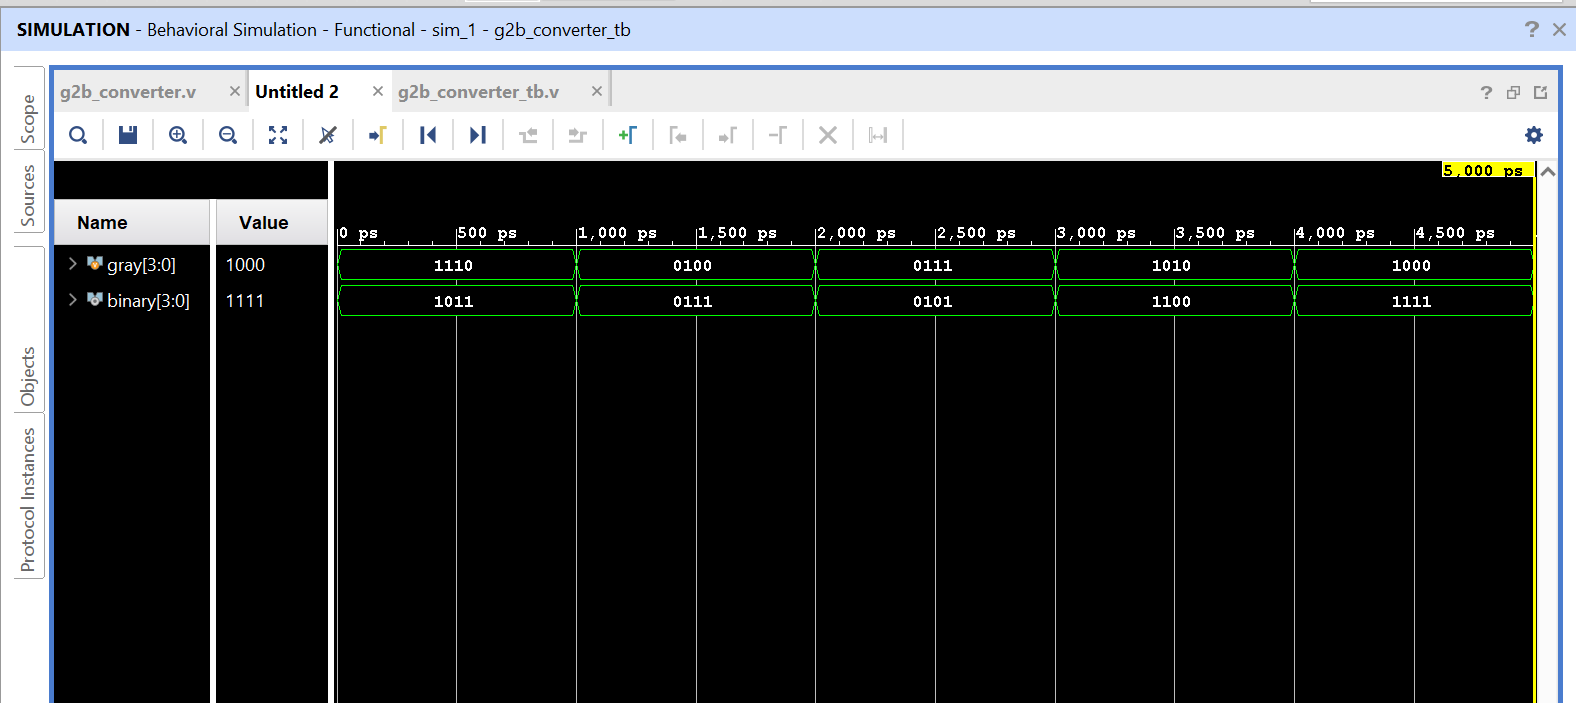 SIMULATION - Behavioral Simulation - Functional - sim_1 - g2b_converter_tb
? ×
Scope
Sources
Objects
Protocol Instances
g2b_converter.v × Untitled 2 × g2b_converter_tb.v ×
?
5,000 ps
Name Value
0 ps 500 ps 1,000 ps 1,500 ps 2,000 ps 2,500 ps 3,000 ps 3,500 ps 4,000 ps 4,500 ps
gray[3:0] 1000 1110 0100 0111 1010 1000
binary[3:0] 1111 1011 0111 0101 1100 1111